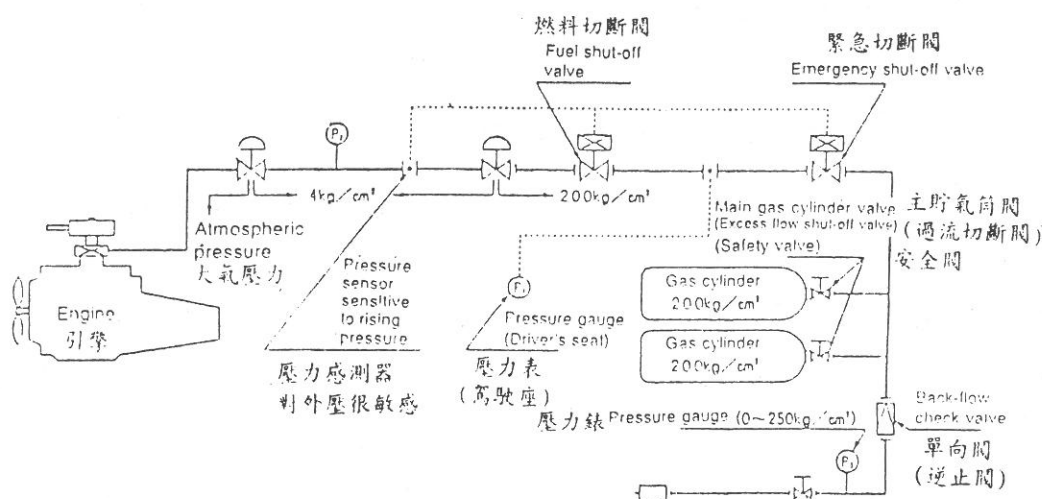 燃料切斷閥
Fuel shut-off
valve
緊急切斷閥
Emergency shut-off valve
P₁
4kg/cm²
200kg/cm²
Atmospheric
pressure
大氣壓力
Pressure
sensor
sensitive
to rising
pressure
壓力感測器
對外壓很敏感
Engine
引擎
Pressure gauge
(Driver's seat)
壓力表
(駕駛座)
Main gas cylinder valve
(Excess flow shut-off valve)
(Safety valve)
主貯氣筒閥
(過流切斷閥)
安全閥
Gas cylinder
200kg/cm²
Gas cylinder
200kg/cm²
Back-flow
check valve
單向閥
(逆止閥)
壓力錶 Pressure gauge (0~250kg/cm²)